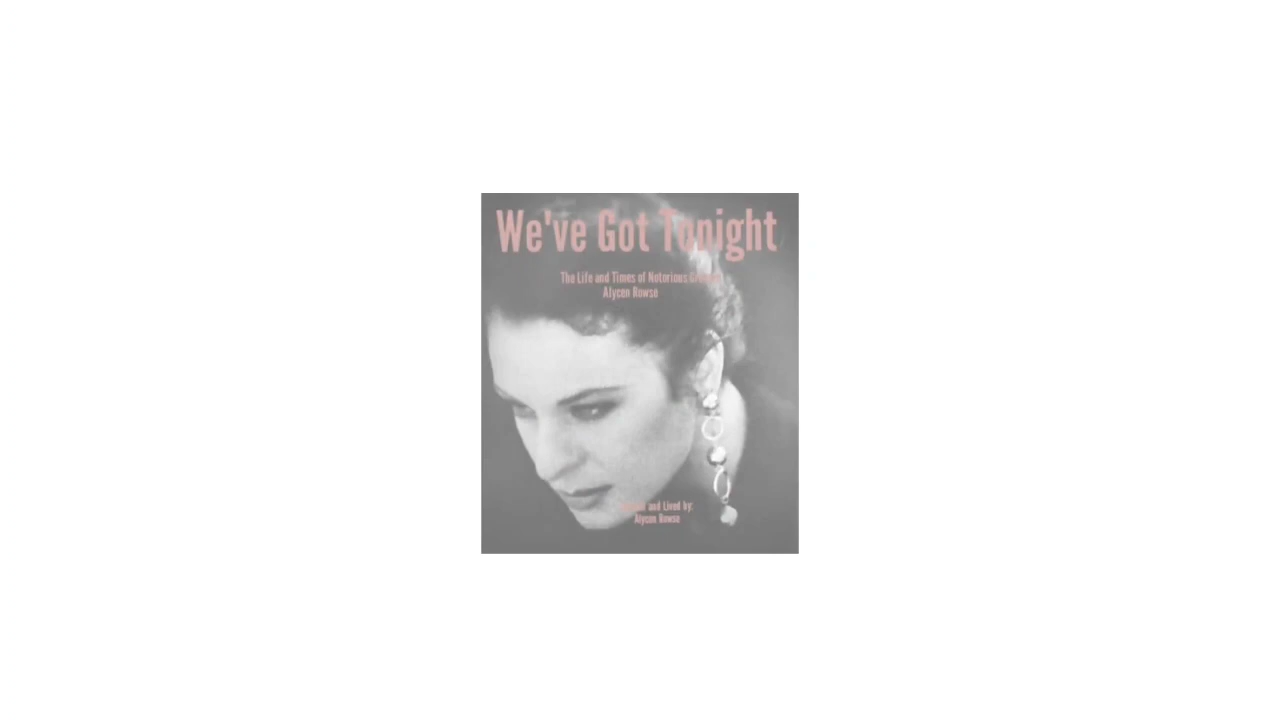 We've Got Tonight
The Life and Times of Notorious
Alycen Rowse
and Lived by:
Alycen Rowse